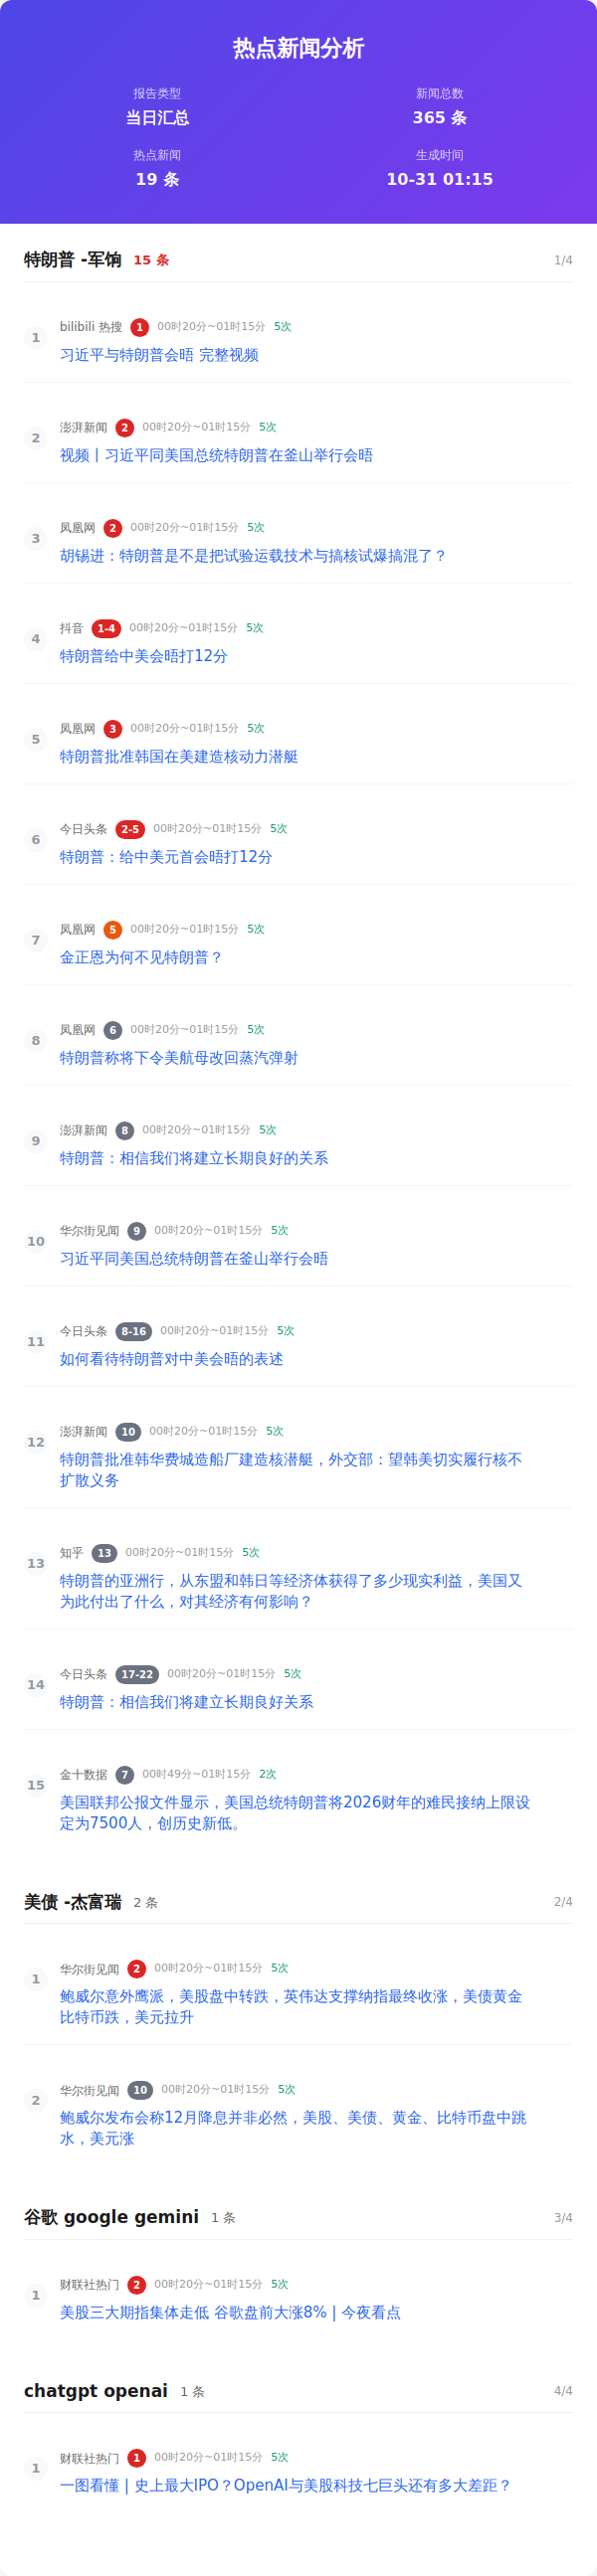 热点新闻分析
报告类型
新闻总数
当日汇总
365 条
热点新闻
生成时间
19 条
10-31 01:15
特朗普 -军饷 15 条 1/4
1 bilibili 热搜 1 00时20分~01时15分 5次
习近平与特朗普会晤 完整视频
2 澎湃新闻 2 00时20分~01时15分 5次
视频丨习近平同美国总统特朗普在釜山举行会晤
3 凤凰网 2 00时20分~01时15分 5次
胡锡进：特朗普是不是把试验运载技术与搞核试爆搞混了？
4 抖音 1-4 00时20分~01时15分 5次
特朗普给中美会晤打12分
5 凤凰网 3 00时20分~01时15分 5次
特朗普批准韩国在美建造核动力潜艇
6 今日头条 2-5 00时20分~01时15分 5次
特朗普：给中美元首会晤打12分
7 凤凰网 5 00时20分~01时15分 5次
金正恩为何不见特朗普？
8 凤凰网 6 00时20分~01时15分 5次
特朗普称将下令美航母改回蒸汽弹射
9 澎湃新闻 8 00时20分~01时15分 5次
特朗普：相信我们将建立长期良好的关系
10 华尔街见闻 9 00时20分~01时15分 5次
习近平同美国总统特朗普在釜山举行会晤
11 今日头条 8-16 00时20分~01时15分 5次
如何看待特朗普对中美会晤的表述
12 澎湃新闻 10 00时20分~01时15分 5次
特朗普批准韩华费城造船厂建造核潜艇，外交部：望韩美切实履行核不
扩散义务
13 知乎 13 00时20分~01时15分 5次
特朗普的亚洲行，从东盟和韩日等经济体获得了多少现实利益，美国又
为此付出了什么，对其经济有何影响？
14 今日头条 17-22 00时20分~01时15分 5次
特朗普：相信我们将建立长期良好关系
15 金十数据 7 00时49分~01时15分 2次
美国联邦公报文件显示，美国总统特朗普将2026财年的难民接纳上限设
定为7500人，创历史新低。
美债 -杰富瑞 2 条 2/4
1 华尔街见闻 2 00时20分~01时15分 5次
鲍威尔意外鹰派，美股盘中转跌，英伟达支撑纳指最终收涨，美债黄金
比特币跌，美元拉升
2 华尔街见闻 10 00时20分~01时15分 5次
鲍威尔发布会称12月降息并非必然，美股、美债、黄金、比特币盘中跳
水，美元涨
谷歌 google gemini 1 条 3/4
1 财联社热门 2 00时20分~01时15分 5次
美股三大期指集体走低 谷歌盘前大涨8% | 今夜看点
chatgpt openai 1 条 4/4
1 财联社热门 1 00时20分~01时15分 5次
一图看懂 | 史上最大IPO？OpenAI与美股科技七巨头还有多大差距？